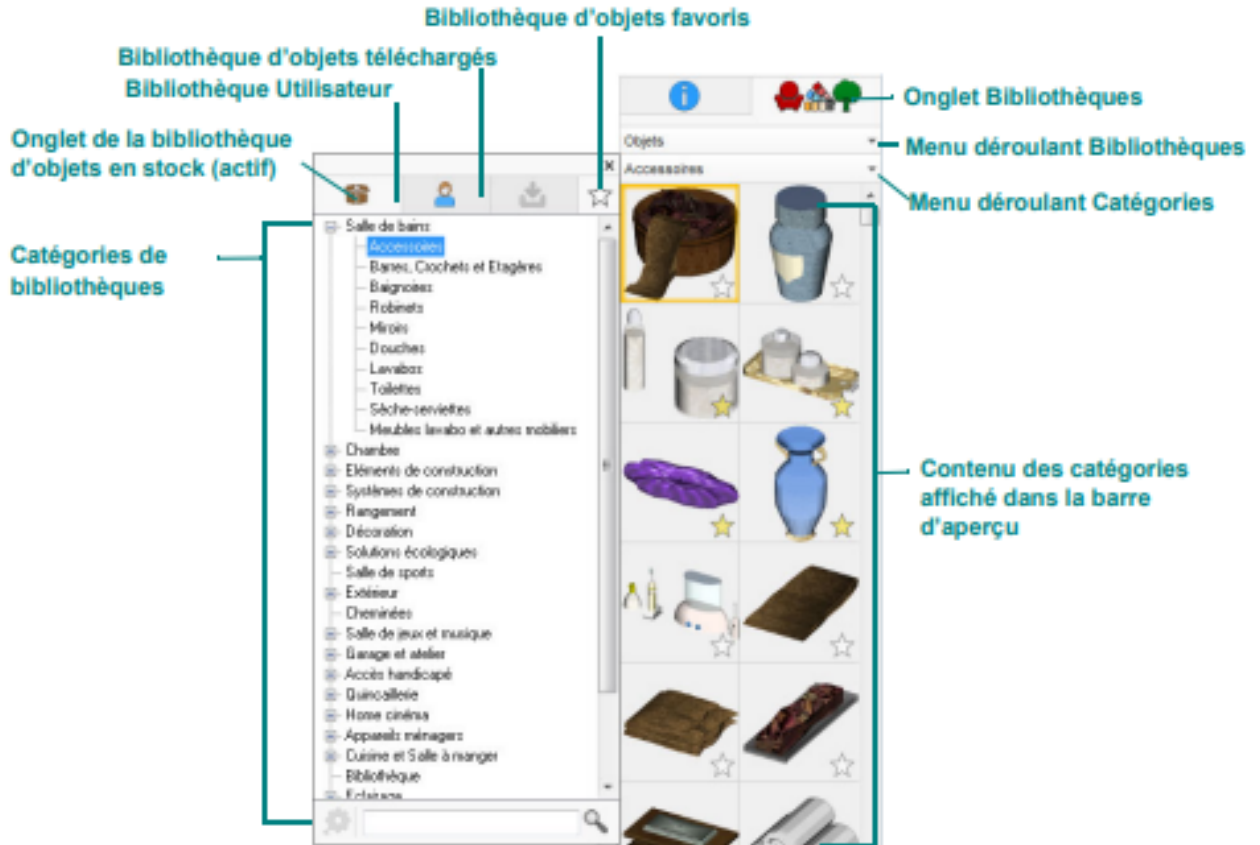 Bibliothèque d'objets favoris
Bibliothèque d'objets téléchargés
Bibliothèque Utilisateur
Onglet de la bibliothèque
d'objets en stock (actif)
Catégories de
bibliothèques
Onglet Bibliothèques
Menu déroulant Bibliothèques
Menu déroulant Catégories
Contenu des catégories
affiché dans la barre
d'aperçu
Objets
Accessoires
Salle de bains
Accessoires
Barres, Crochets et Etagères
Baignoires
Robinets
Miroirs
Douches
Lavabos
Toilettes
Sèche-serviettes
Meubles lavabo et autres mobiliers
Chambre
Eléments de construction
Systèmes de construction
Rangement
Décoration
Solutions écologiques
Salle de sports
Extérieur
Cheminées
Salle de jeux et musique
Garage et atelier
Accès handicapé
Quincaillerie
Home cinéma
Appareils ménagers
Cuisine et Salle à manger
Bibliothèque
Eclairage